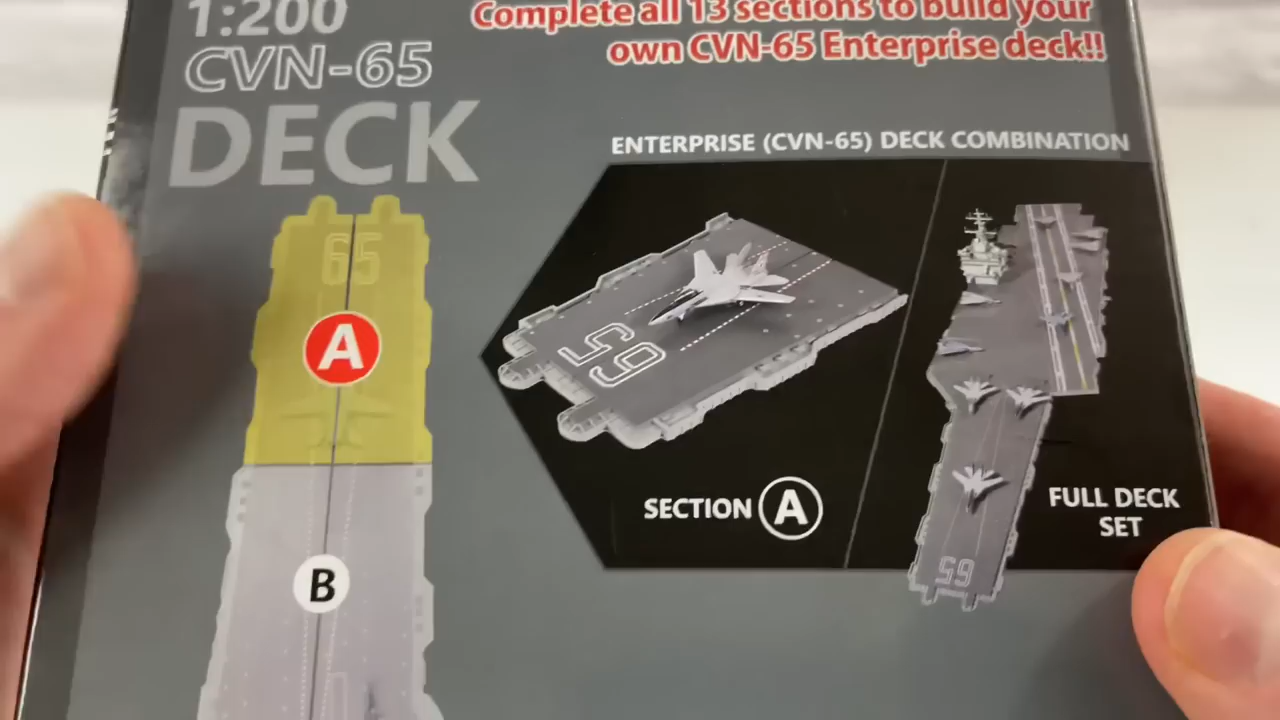 1:200
CVN-65
DECK
Complete all 13 sections to build your
own CVN-65 Enterprise deck!!
ENTERPRISE (CVN-65) DECK COMBINATION
65
A
B
65
SECTION A
FULL DECK
SET
65